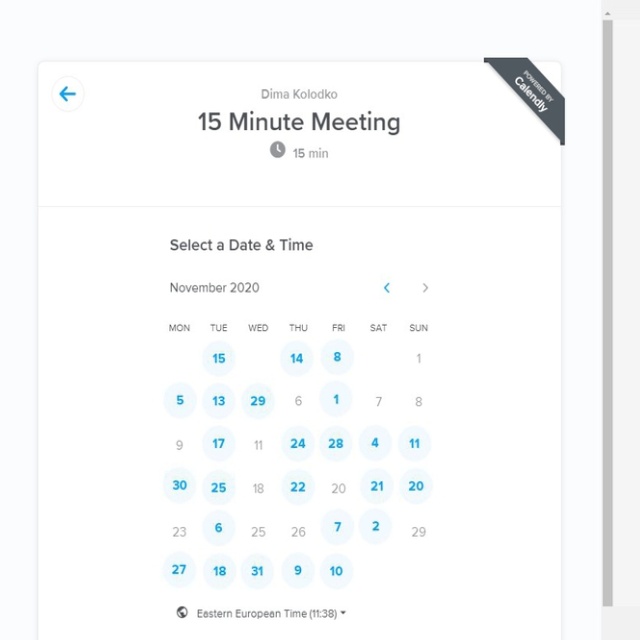 POWERED BY
Calendly
Dima Kolodko
15 Minute Meeting
15 min
Select a Date & Time
November 2020
MON TUE WED THU FRI SAT SUN
15 14 8 1
5 13 29 6 1 7 8
9 17 11 24 28 4 11
30 25 18 22 20 21 20
23 6 25 26 7 2 29
27 18 31 9 10
Eastern European Time (11:38)